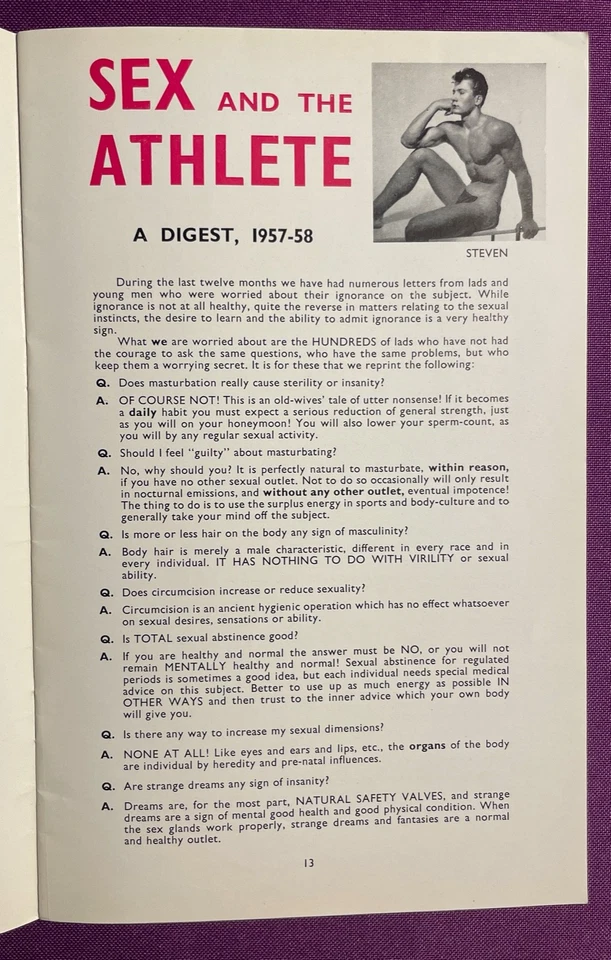 SEX AND THE
ATHLETE
A DIGEST, 1957-58
STEVEN
During the last twelve months we have had numerous letters from lads and
young men who were worried about their ignorance on the subject. While
ignorance is not at all healthy, quite the reverse in matters relating to the sexual
instincts, the desire to learn and the ability to admit ignorance is a very healthy
sign.
What we are worried about are the HUNDREDS of lads who have not had
the courage to ask the same questions, who have the same problems, but who
keep them a worrying secret. It is for these that we reprint the following:
Q. Does masturbation really cause sterility or insanity?
A. OF COURSE NOT! This is an old-wives' tale of utter nonsense! If it becomes
a daily habit you must expect a serious reduction of general strength, just
as you will on your honeymoon! You will also lower your sperm-count, as
you will by any regular sexual activity.
Q. Should I feel "guilty" about masturbating?
A. No, why should you? It is perfectly natural to masturbate, within reason,
if you have no other sexual outlet. Not to do so occasionally will only result
in nocturnal emissions, and without any other outlet, eventual impotence!
The thing to do is to use the surplus energy in sports and body-culture and to
generally take your mind off the subject.
Q. Is more or less hair on the body any sign of masculinity?
A. Body hair is merely a male characteristic, different in every race and in
every individual. IT HAS NOTHING TO DO WITH VIRILITY or sexual
ability.
Q. Does circumcision increase or reduce sexuality?
A. Circumcision is an ancient hygienic operation which has no effect whatsoever
on sexual desires, sensations or ability.
Q. Is TOTAL sexual abstinence good?
A. If you are healthy and normal the answer must be NO, or you will not
remain MENTALLY healthy and normal! Sexual abstinence for regulated
periods is sometimes a good idea, but each individual needs special medical
advice on this subject. Better to use up as much energy as possible IN
OTHER WAYS and then trust to the inner advice which your own body
will give you.
Q. Is there any way to increase my sexual dimensions?
A. NONE AT ALL! Like eyes and ears and lips, etc., the organs of the body
are individual by heredity and pre-natal influences.
Q. Are strange dreams any sign of insanity?
A. Dreams are, for the most part, NATURAL SAFETY VALVES, and strange
dreams are a sign of mental good health and good physical condition. When
the sex glands work properly, strange dreams and fantasies are a normal
and healthy outlet.
13